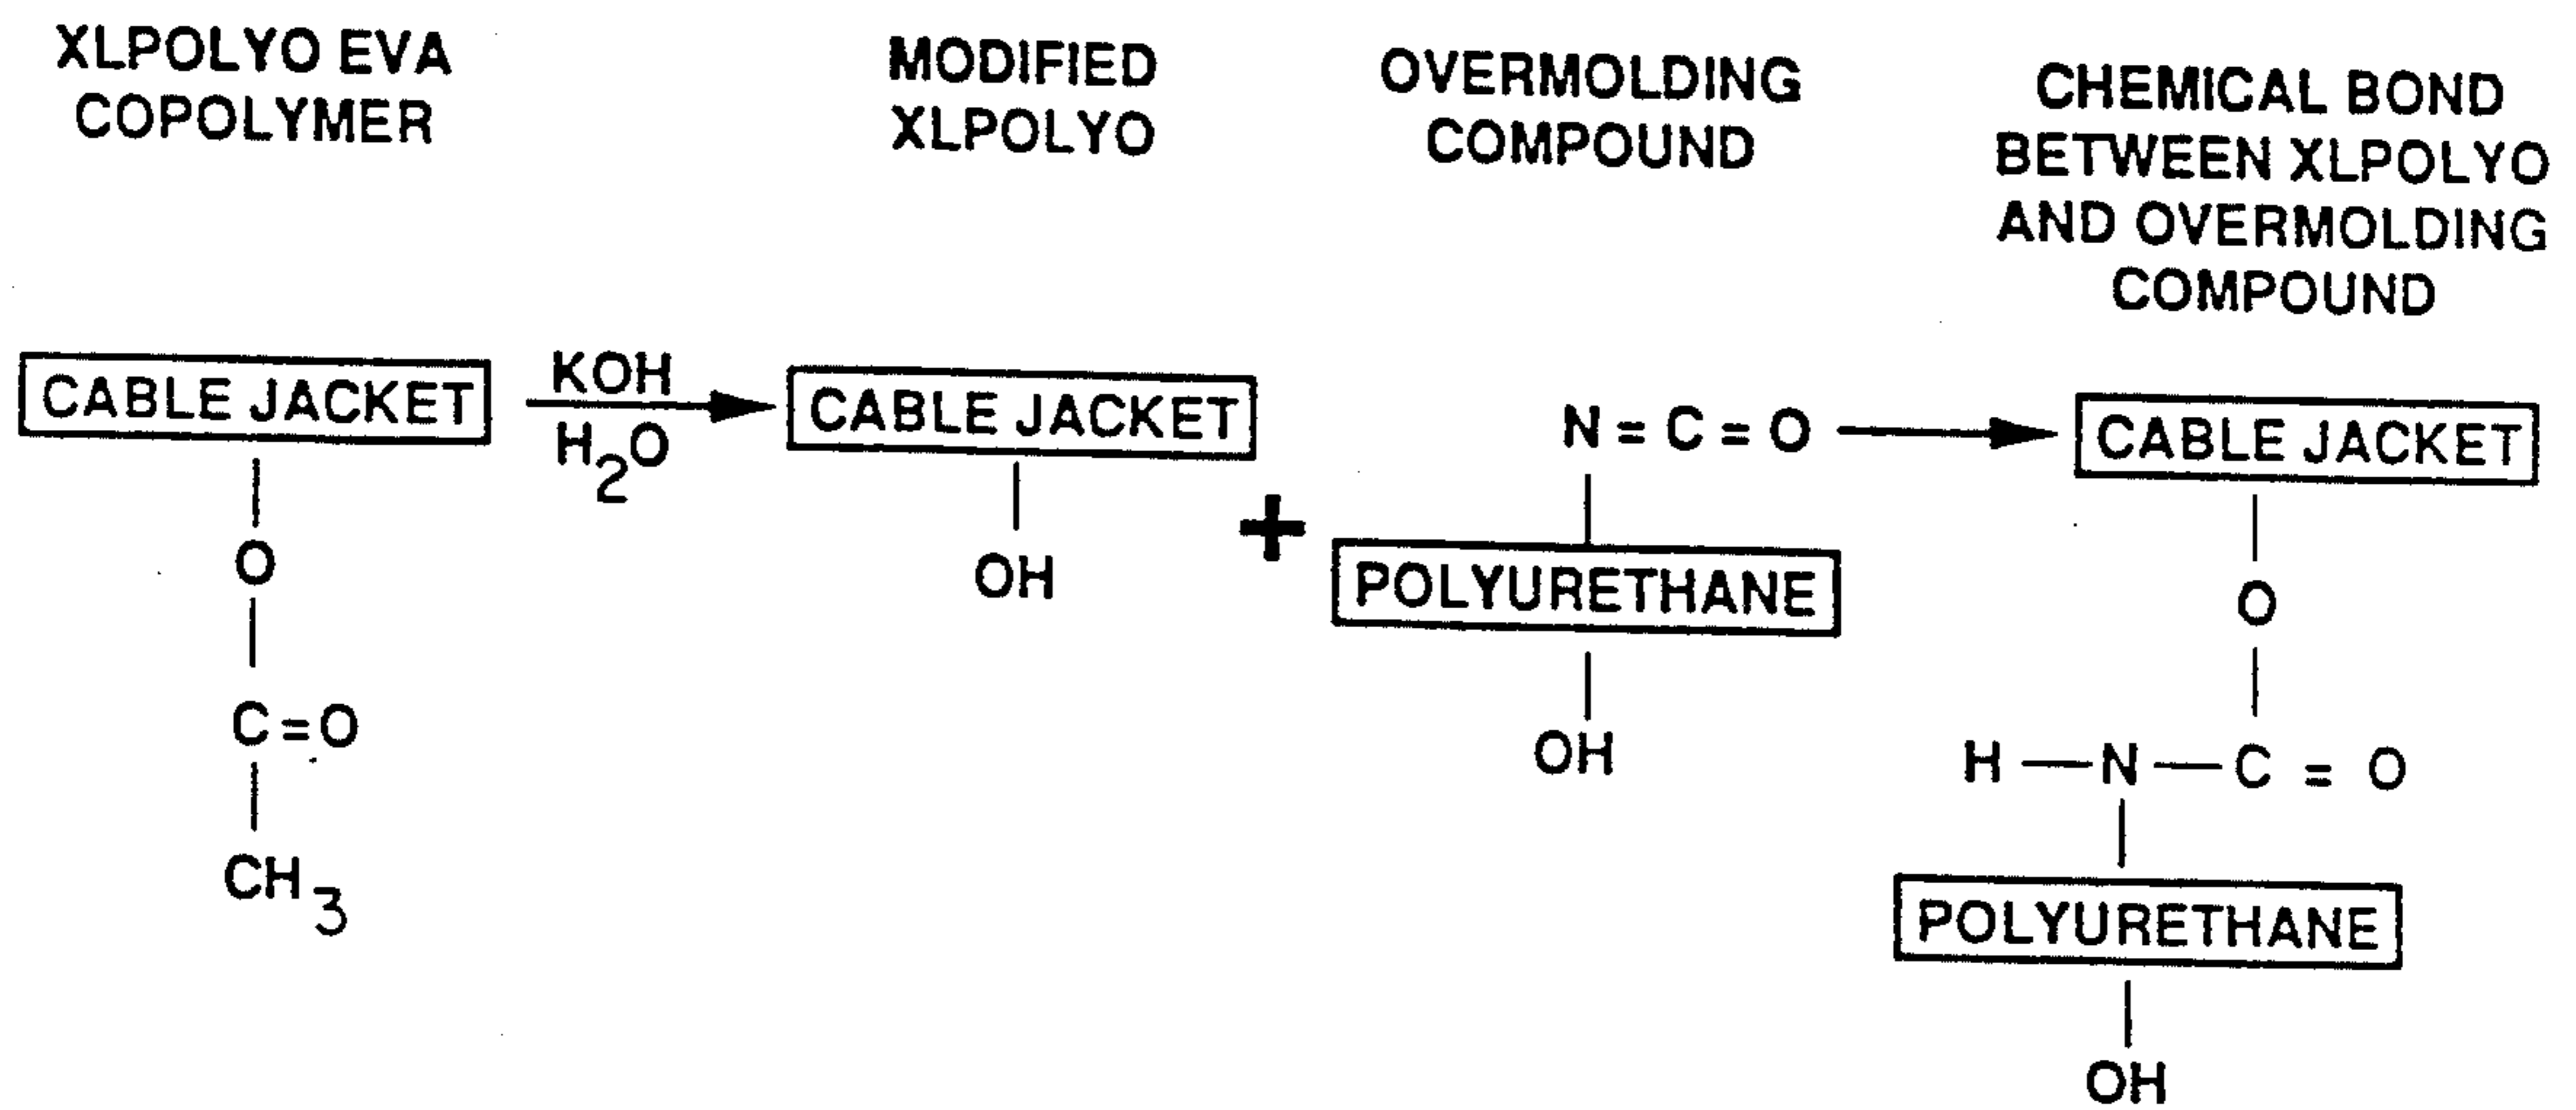 XLPOLYO EVA
COPOLYMER
MODIFIED
XLPOLYO
OVERMOLDING
COMPOUND
CHEMICAL BOND
BETWEEN XLPOLYO
AND OVERMOLDING
COMPOUND
CABLE JACKET
O
C=O
CH3
KOH
H2O
CABLE JACKET
OH
+
N=C=O
POLYURETHANE
OH
CABLE JACKET
O
H—N—C=O
POLYURETHANE
OH